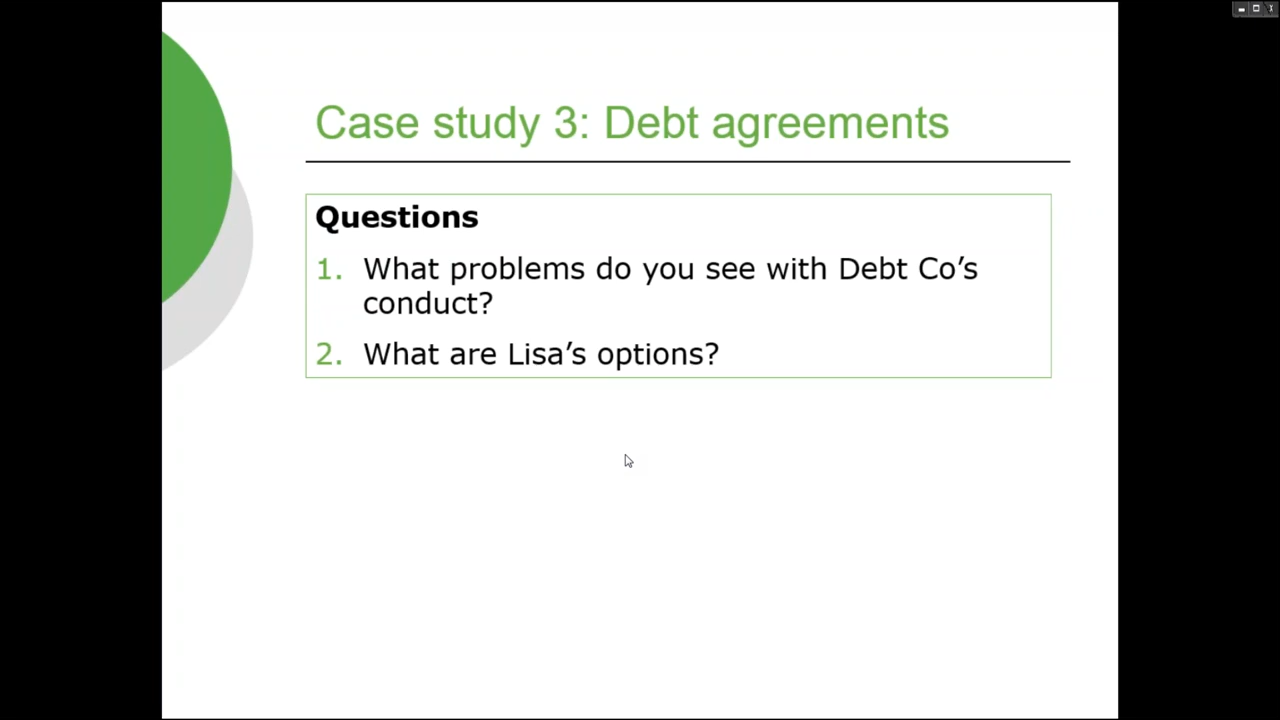 Case study 3: Debt agreements
Questions
1. What problems do you see with Debt Co’s
conduct?
2. What are Lisa’s options?